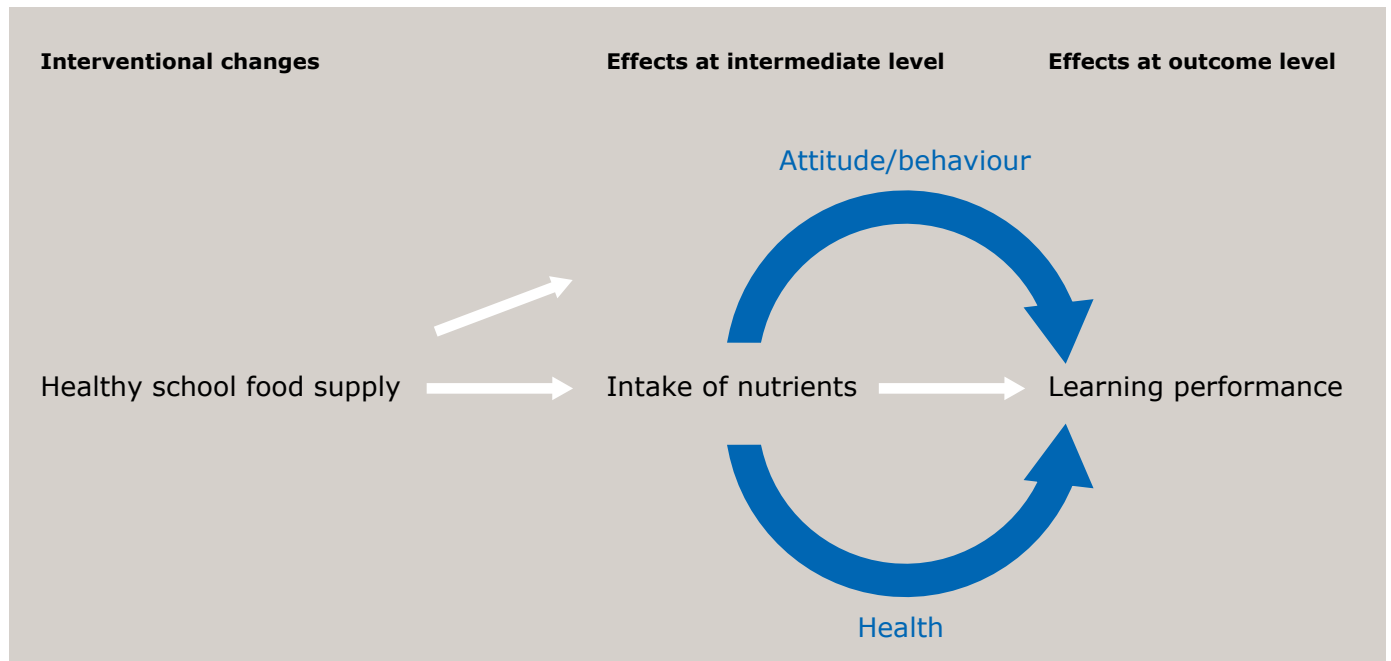 Interventional changes
Effects at intermediate level
Effects at outcome level
Attitude/behaviour
Healthy school food supply
Intake of nutrients
Learning performance
Health